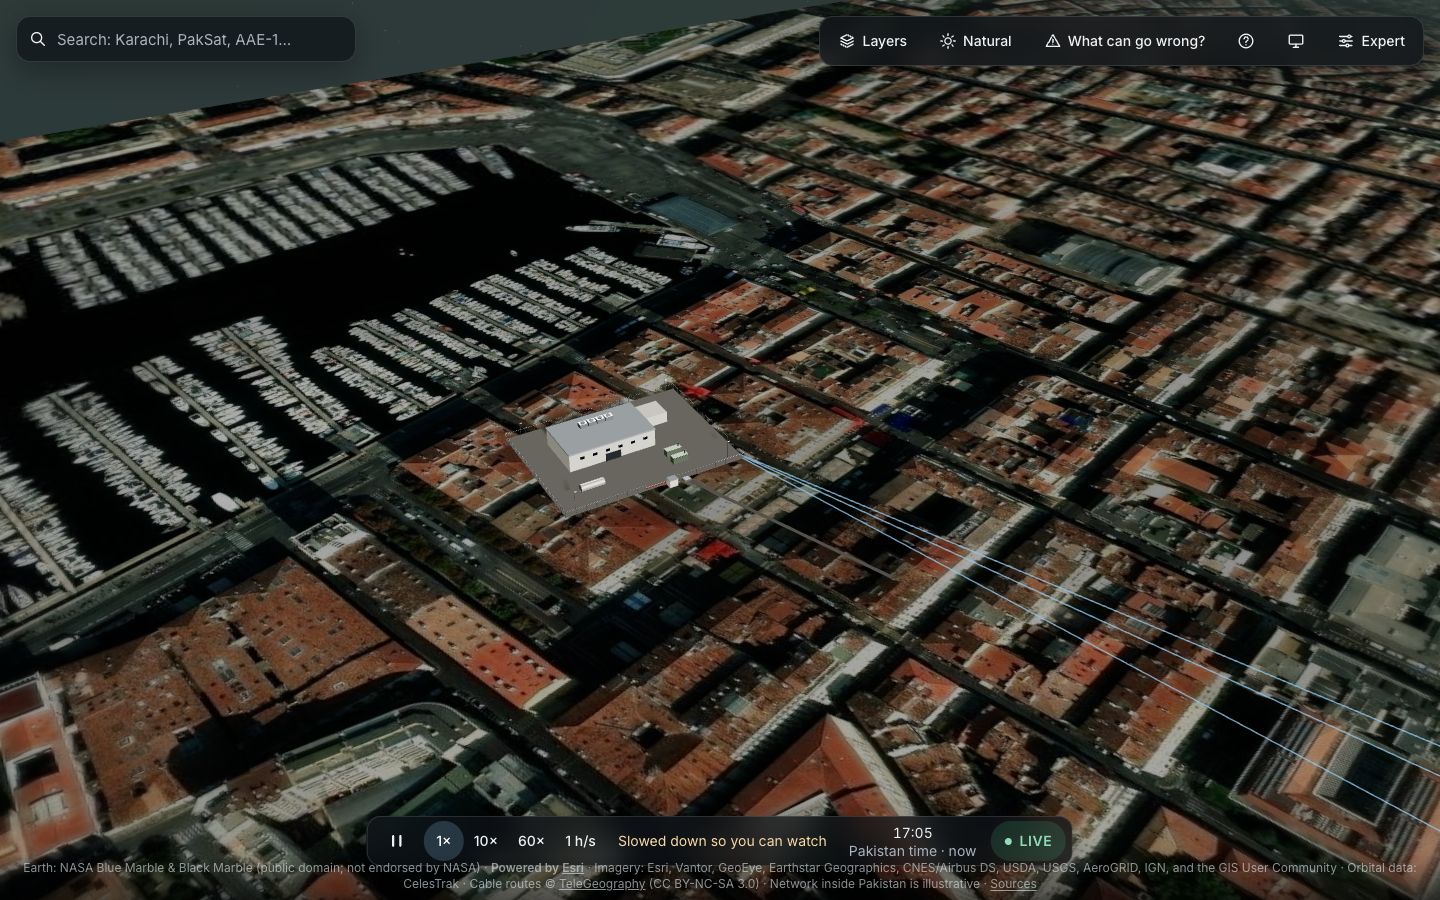 Search: Karachi, PakSat, AAE-1...
Layers
Natural
What can go wrong?
Expert
1×
10×
60×
1 h/s
Slowed down so you can watch
17:05
Pakistan time · now
LIVE
Earth: NASA Blue Marble & Black Marble (public domain; not endorsed by NASA) · Powered by Esri · Imagery: Esri, Vantor, GeoEye, Earthstar Geographics, CNES/Airbus DS, USDA, USGS, AeroGRID, IGN, and the GIS User Community · Orbital data:
CelesTrak · Cable routes © TeleGeography (CC BY-NC-SA 3.0) · Network inside Pakistan is illustrative · Sources